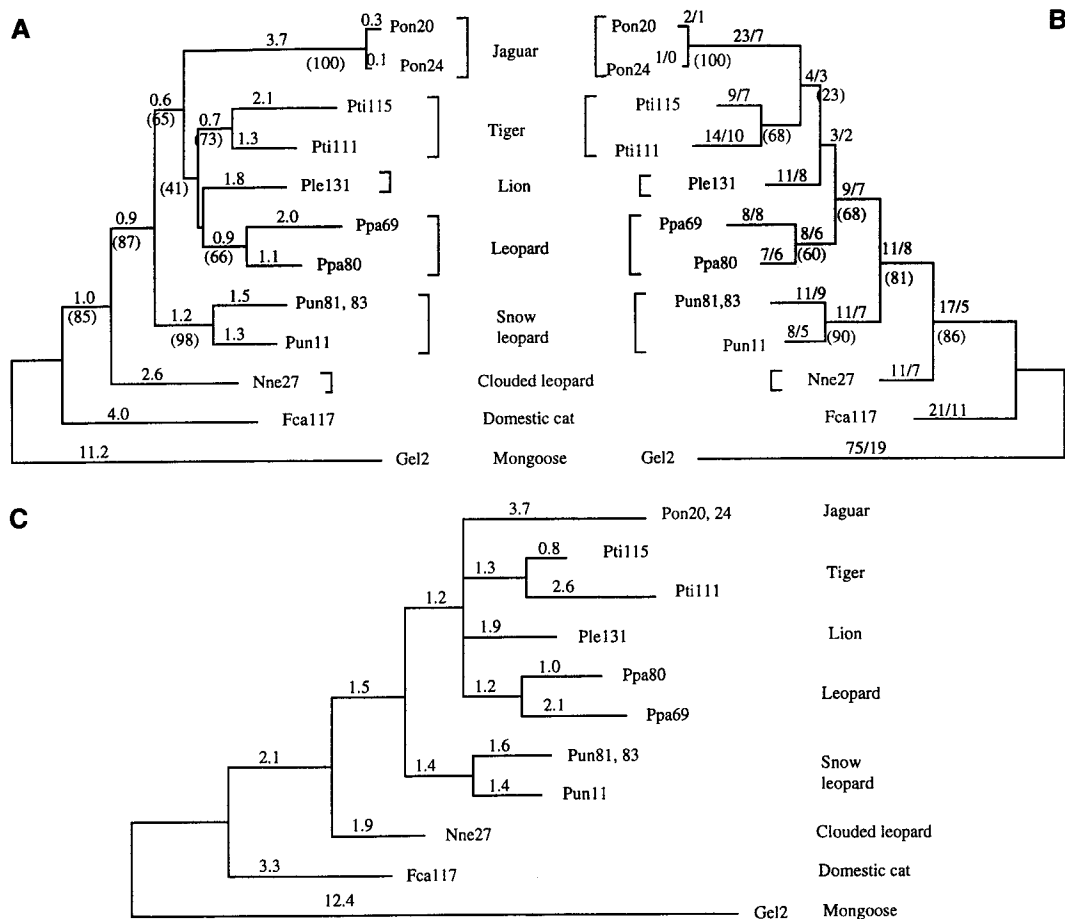 A
B
0.3
Pon20
3.7
(100)
0.1
Pon24
Jaguar
Pon20
2/1
23/7
1/0
Pon24
(100)
4/3
(23)
0.6
(65)
0.7
(73)
2.1
Pti115
1.3
Pti111
Tiger
Pti115
9/7
Pti111
14/10
(68)
3/2
(41)
1.8
Ple131
Lion
Ple131
11/8
9/7
(68)
0.9
(87)
0.9
(66)
2.0
Ppa69
1.1
Ppa80
Leopard
Ppa69
8/8
Ppa80
7/6
8/6
(60)
11/8
(81)
1.0
(85)
1.2
(98)
1.5
Pun81, 83
1.3
Pun11
Snow
leopard
Pun81,83
11/9
Pun11
8/5
11/7
(90)
17/5
(86)
2.6
Nne27
Clouded leopard
Nne27
11/7
4.0
Fca117
Domestic cat
Fca117
21/11
11.2
Gel2
Mongoose
Gel2
75/19
C
3.7
Pon20, 24
Jaguar
1.3
0.8
Pti115
2.6
Pti111
Tiger
1.2
1.9
Ple131
Lion
1.2
1.0
Ppa80
2.1
Ppa69
Leopard
1.5
1.4
1.6
Pun81, 83
1.4
Pun11
Snow
leopard
2.1
1.9
Nne27
Clouded leopard
3.3
Fca117
Domestic cat
12.4
Gel2
Mongoose